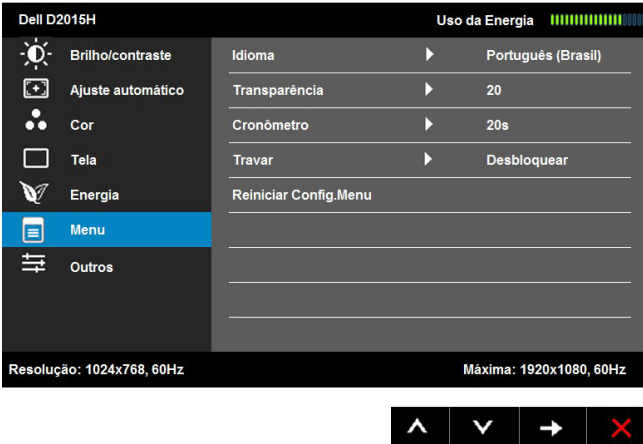 Dell D2015H Uso da Energia
Brilho/contraste Idioma Português (Brasil)
Ajuste automático Transparência 20
Cor Cronômetro 20s
Tela Travar Desbloquear
Energia Reiniciar Config.Menu
Menu
Outros
Resolução: 1024x768, 60Hz Máxima: 1920x1080, 60Hz